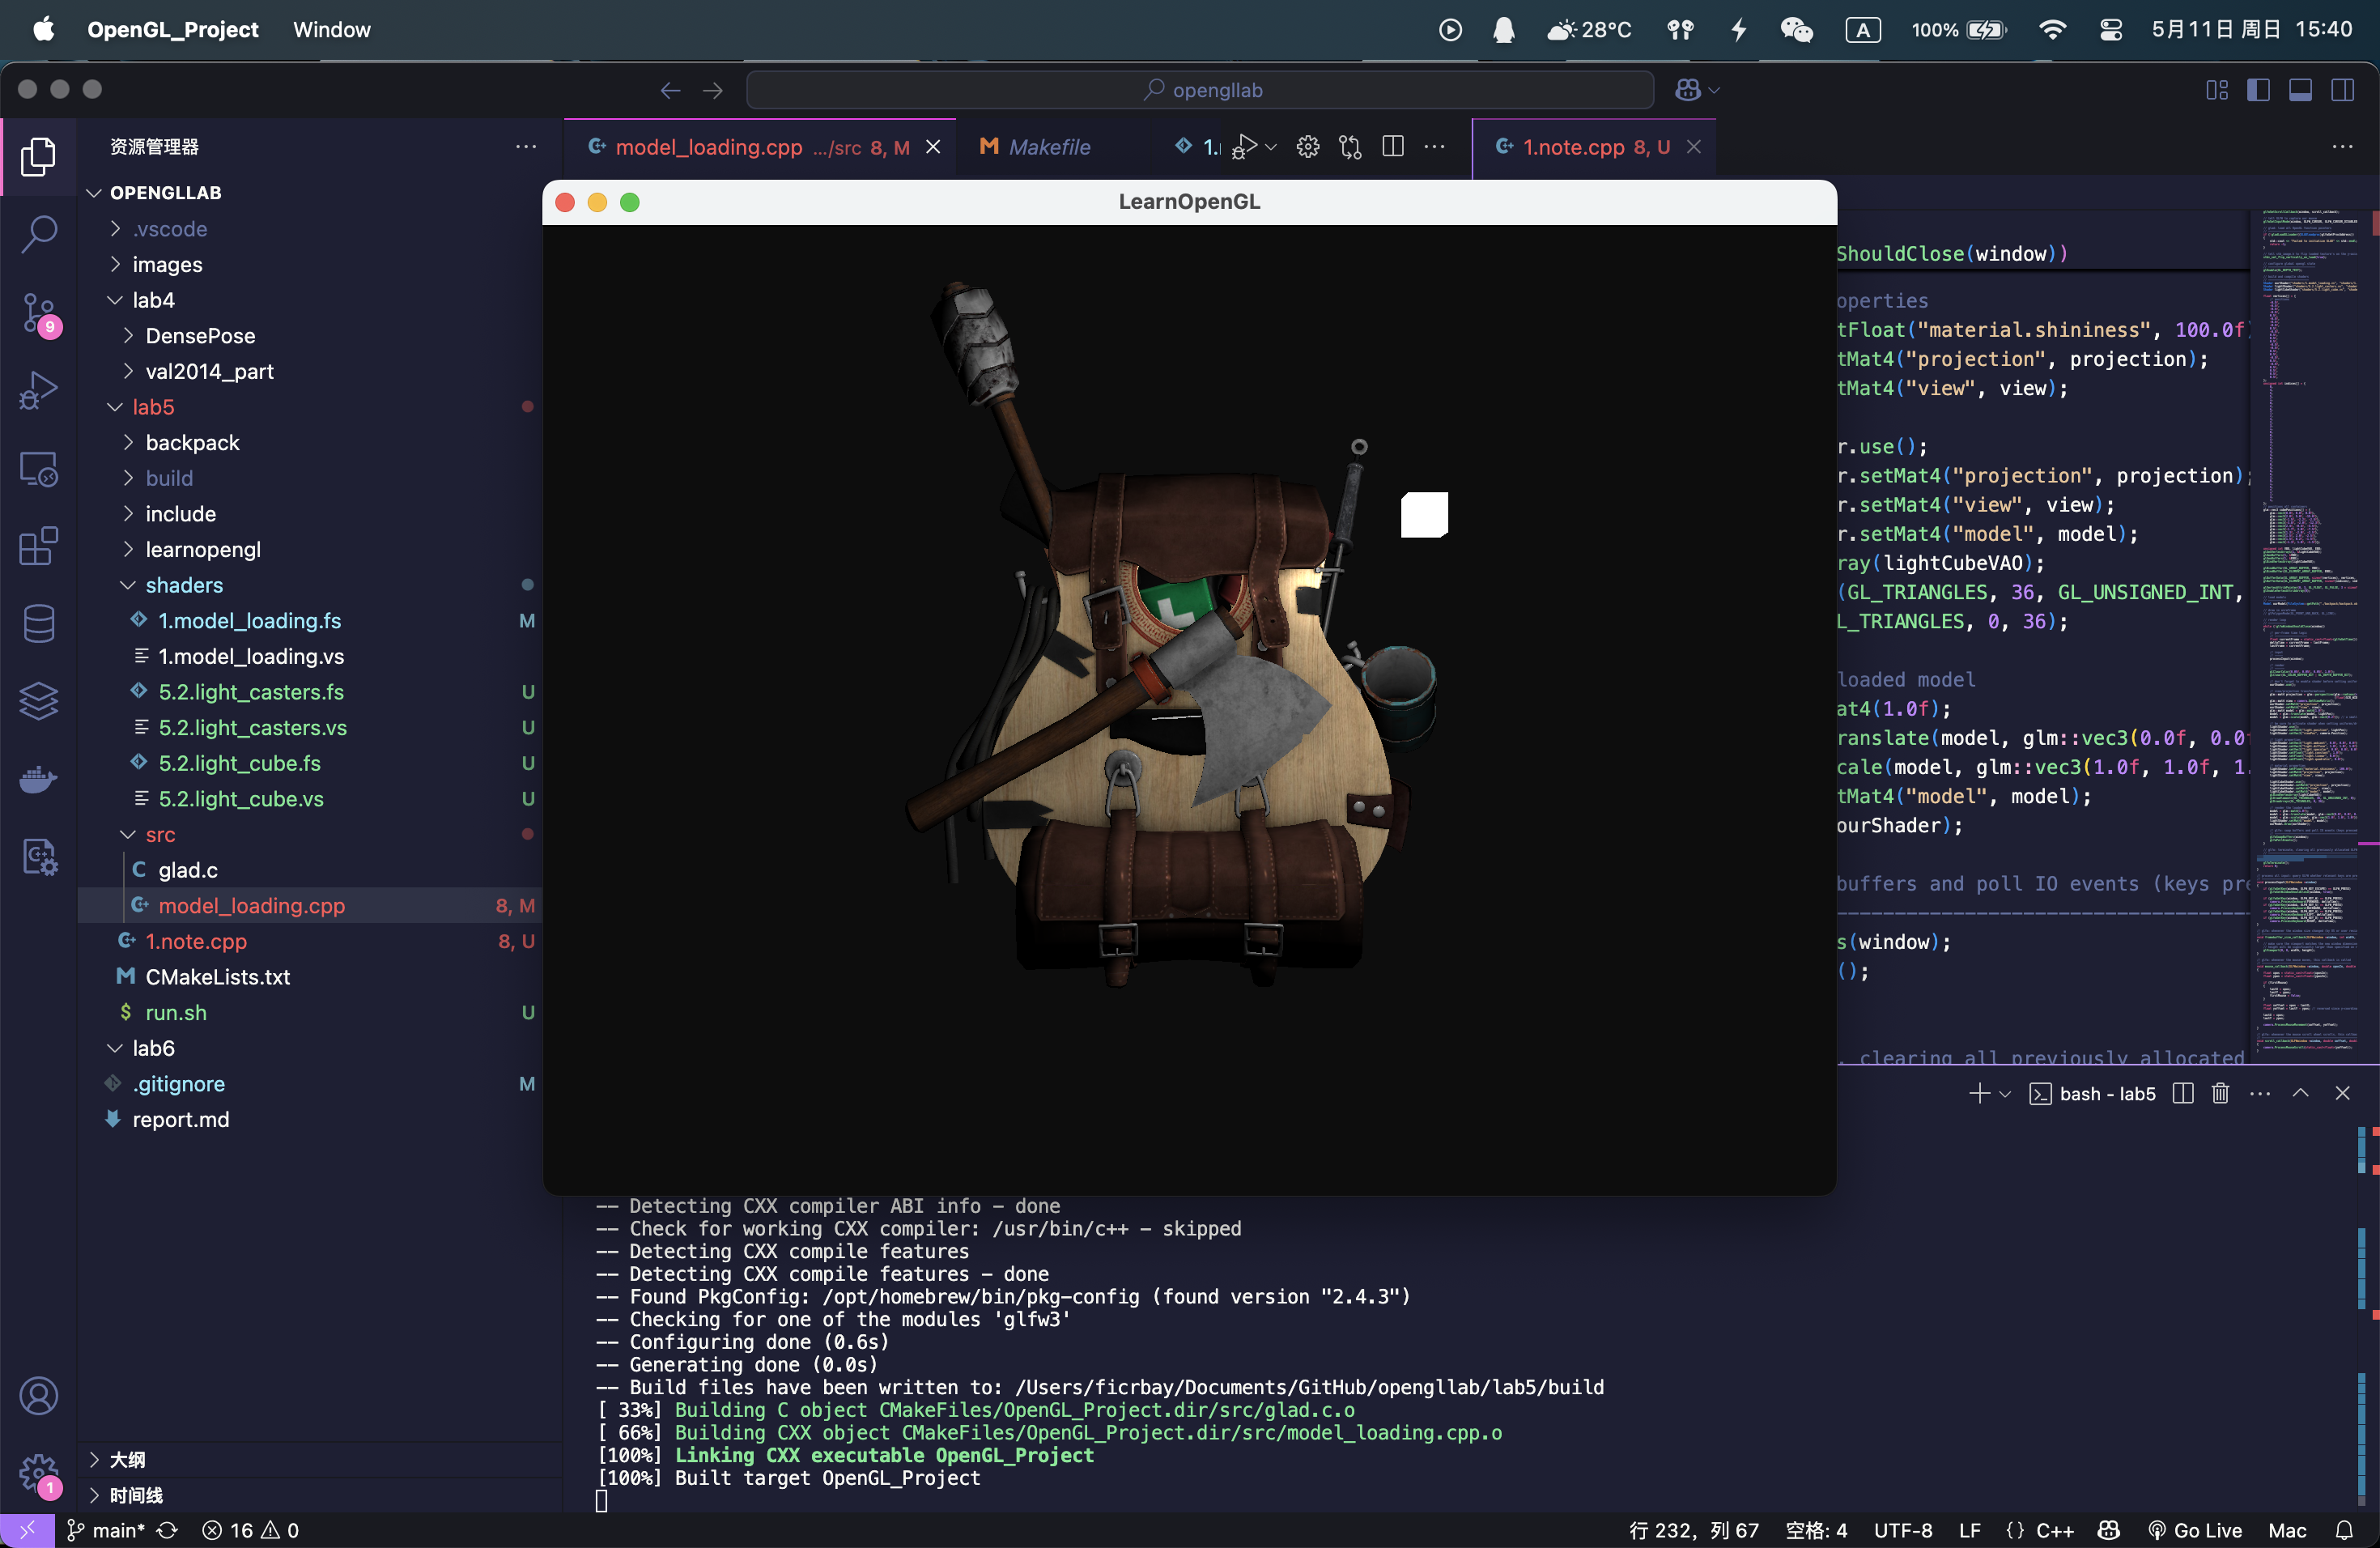 OpenGL_Project Window 28°C A 100% 5月11日 周日 15:40
opengllab
资源管理器
model_loading.cpp .../src 8, M
Makefile
1.
1.note.cpp 8, U
OPENGLLAB
.vscode
images
lab4
DensePose
val2014_part
lab5
backpack
build
include
learnopengl
shaders
1.model_loading.fs M
1.model_loading.vs
5.2.light_casters.fs U
5.2.light_casters.vs U
5.2.light_cube.fs U
5.2.light_cube.vs U
src
C glad.c
model_loading.cpp 8, M
1.note.cpp 8, U
CMakeLists.txt
$ run.sh U
lab6
.gitignore M
report.md
大纲
时间线
9
1
LearnOpenGL
ShouldClose(window))
operties
tFloat("material.shininess", 100.0f
tMat4("projection", projection);
tMat4("view", view);
r.use();
r.setMat4("projection", projection);
r.setMat4("view", view);
r.setMat4("model", model);
ray(lightCubeVAO);
(GL_TRIANGLES, 36, GL_UNSIGNED_INT,
L_TRIANGLES, 0, 36);
loaded model
at4(1.0f);
ranslate(model, glm::vec3(0.0f, 0.0f
cale(model, glm::vec3(1.0f, 1.0f, 1.
tMat4("model", model);
ourShader);
buffers and poll IO events (keys pre
s(window);
();
. clearing all previously allocated
bash - lab5
-- Detecting CXX compiler ABI info - done
-- Check for working CXX compiler: /usr/bin/c++ - skipped
-- Detecting CXX compile features
-- Detecting CXX compile features - done
-- Found PkgConfig: /opt/homebrew/bin/pkg-config (found version "2.4.3")
-- Checking for one of the modules 'glfw3'
-- Configuring done (0.6s)
-- Generating done (0.0s)
-- Build files have been written to: /Users/ficrbay/Documents/GitHub/opengllab/lab5/build
[ 33%] Building C object CMakeFiles/OpenGL_Project.dir/src/glad.c.o
[ 66%] Building CXX object CMakeFiles/OpenGL_Project.dir/src/model_loading.cpp.o
[100%] Linking CXX executable OpenGL_Project
[100%] Built target OpenGL_Project
main* 16 0 行 232, 列 67 空格: 4 UTF-8 LF {} C++ Go Live Mac